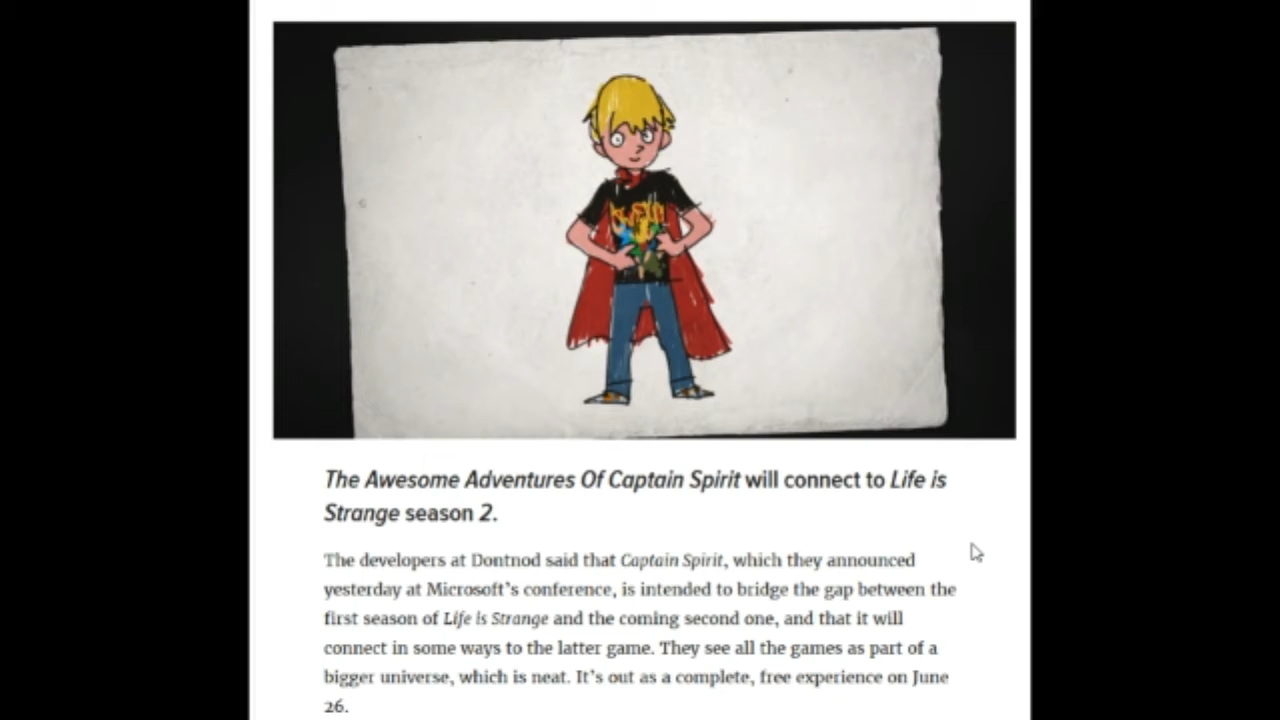 The Awesome Adventures Of Captain Spirit will connect to Life is
Strange season 2.
The developers at Dontnod said that Captain Spirit, which they announced
yesterday at Microsoft's conference, is intended to bridge the gap between the
first season of Life is Strange and the coming second one, and that it will
connect in some ways to the latter game. They see all the games as part of a
bigger universe, which is neat. It's out as a complete, free experience on June
26.